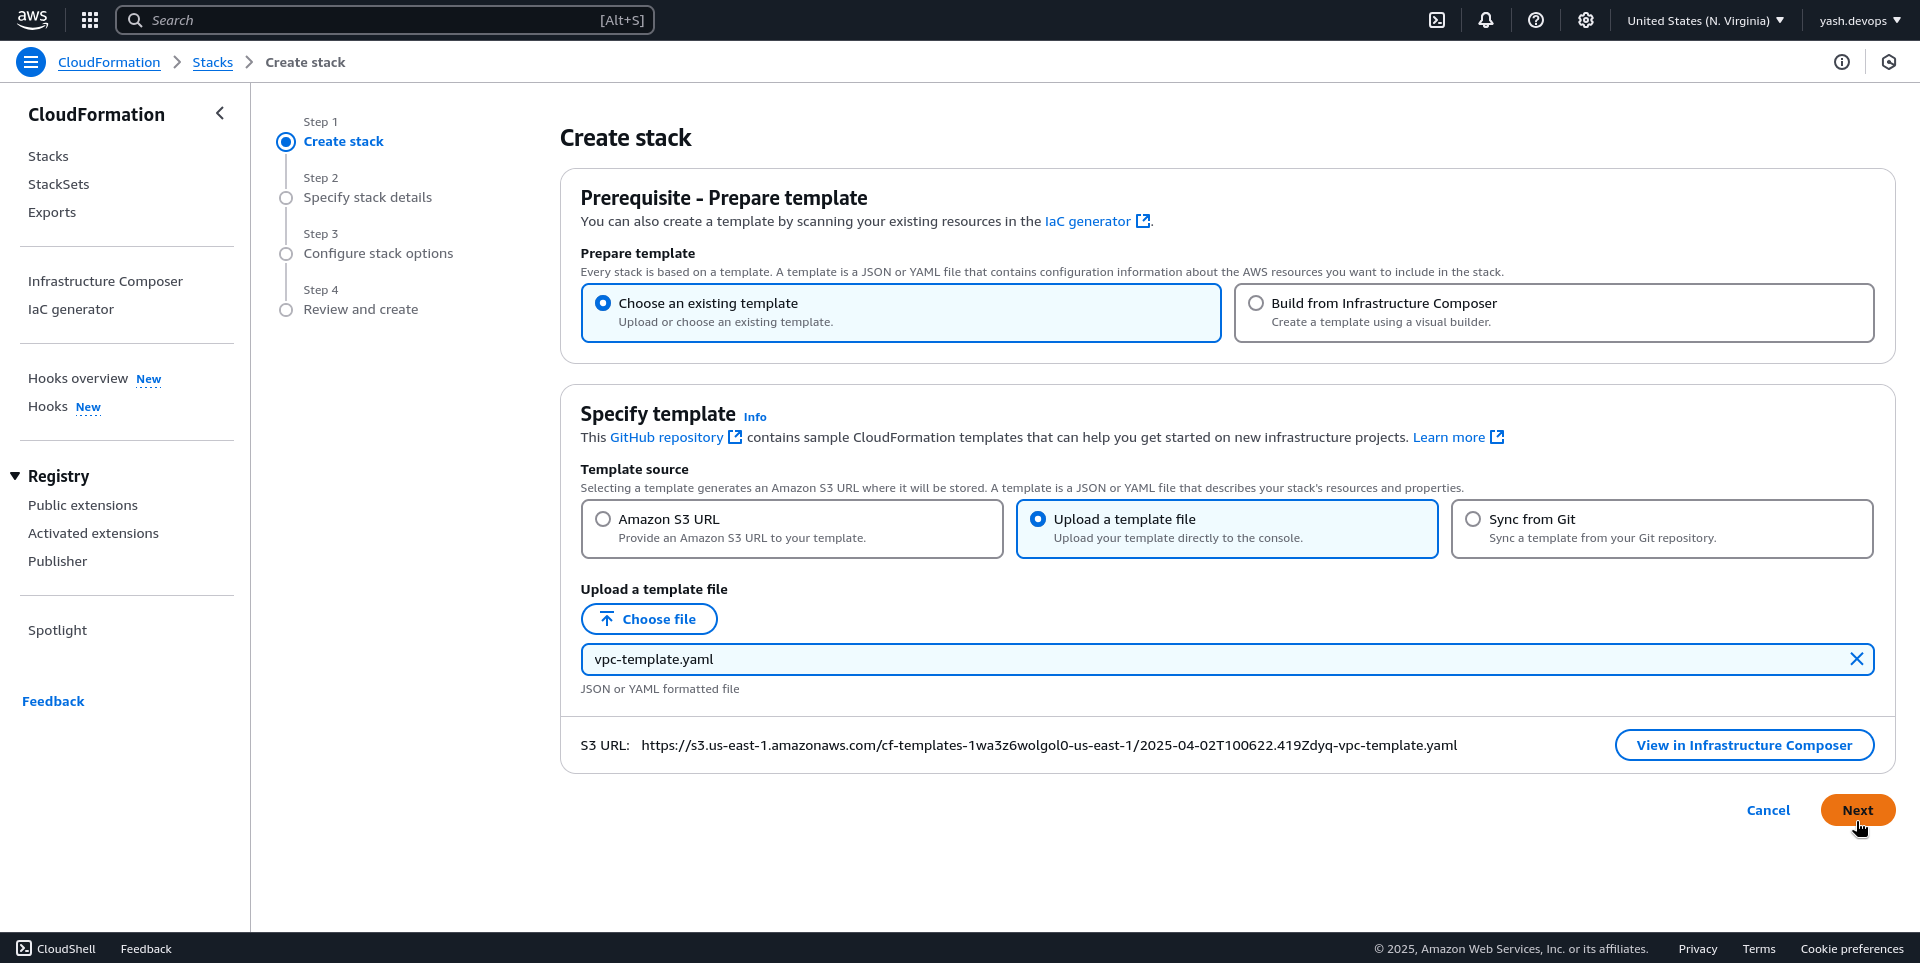 aws
Search [Alt+S]
United States (N. Virginia)
yash.devops
CloudFormation
Stacks
Create stack
CloudFormation
Stacks
StackSets
Exports
Infrastructure Composer
IaC generator
Hooks overview New
Hooks New
Registry
Public extensions
Activated extensions
Publisher
Spotlight
Feedback
Step 1
Create stack
Step 2
Specify stack details
Step 3
Configure stack options
Step 4
Review and create
Create stack
Prerequisite - Prepare template
You can also create a template by scanning your existing resources in the IaC generator.
Prepare template
Every stack is based on a template. A template is a JSON or YAML file that contains configuration information about the AWS resources you want to include in the stack.
Choose an existing template
Upload or choose an existing template.
Build from Infrastructure Composer
Create a template using a visual builder.
Specify template Info
This GitHub repository contains sample CloudFormation templates that can help you get started on new infrastructure projects. Learn more
Template source
Selecting a template generates an Amazon S3 URL where it will be stored. A template is a JSON or YAML file that describes your stack's resources and properties.
Amazon S3 URL
Provide an Amazon S3 URL to your template.
Upload a template file
Upload your template directly to the console.
Sync from Git
Sync a template from your Git repository.
Upload a template file
Choose file
vpc-template.yaml
JSON or YAML formatted file
S3 URL: https://s3.us-east-1.amazonaws.com/cf-templates-1wa3z6wolgol0-us-east-1/2025-04-02T100622.419Zdyq-vpc-template.yaml
View in Infrastructure Composer
Cancel
Next
CloudShell
Feedback
© 2025, Amazon Web Services, Inc. or its affiliates.
Privacy
Terms
Cookie preferences